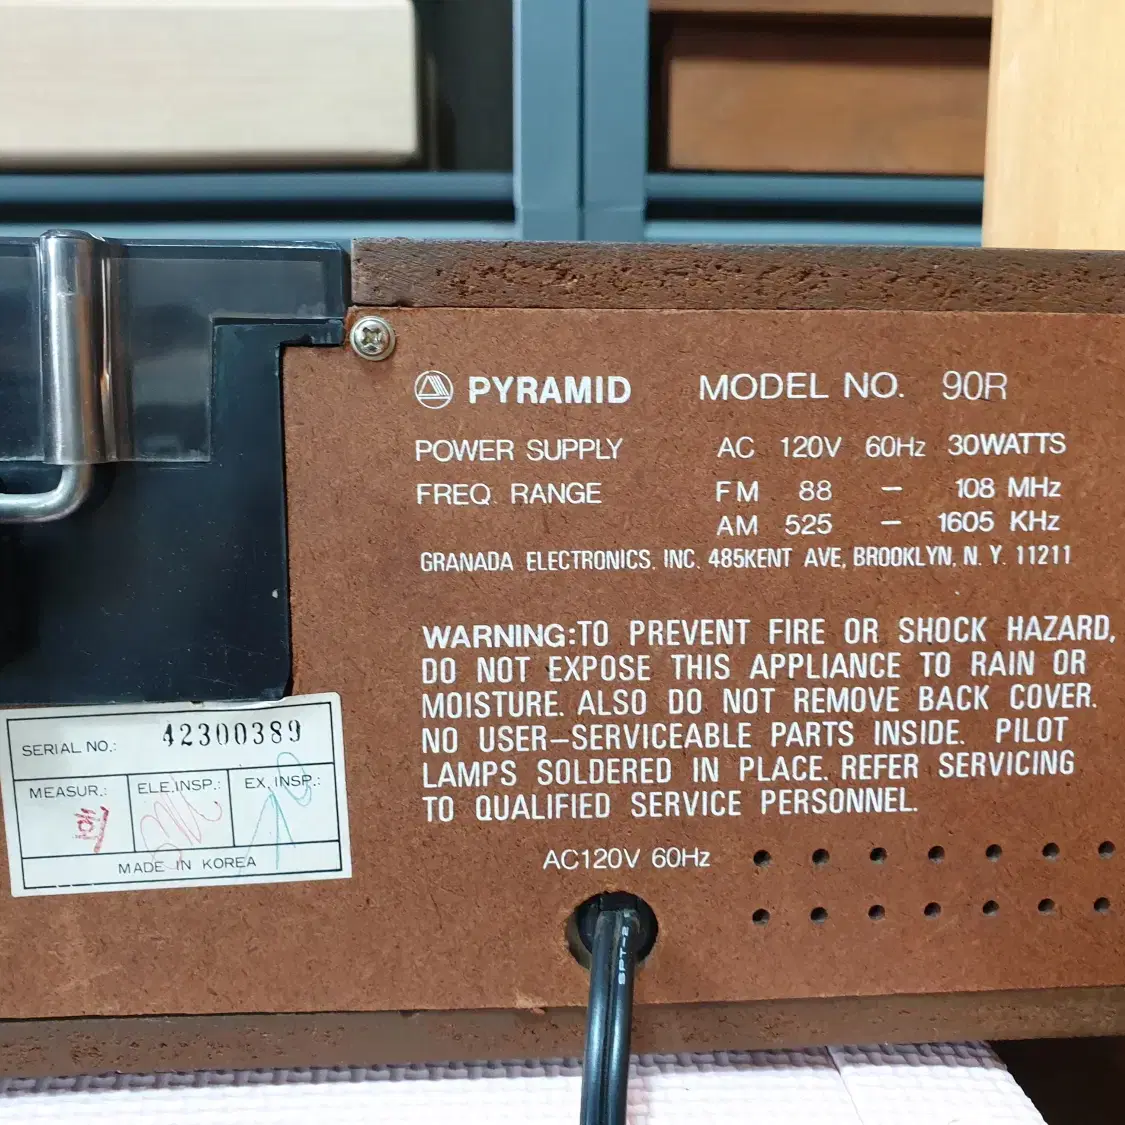 PYRAMID MODEL NO. 90R
POWER SUPPLY AC 120V 60Hz 30WATTS
FREQ. RANGE FM 88 – 108 MHz
AM 525 – 1605 KHz
GRANADA ELECTRONICS. INC. 485KENT AVE, BROOKLYN, N. Y. 11211
WARNING:TO PREVENT FIRE OR SHOCK HAZARD,
DO NOT EXPOSE THIS APPLIANCE TO RAIN OR
MOISTURE. ALSO DO NOT REMOVE BACK COVER.
NO USER–SERVICEABLE PARTS INSIDE. PILOT
LAMPS SOLDERED IN PLACE. REFER SERVICING
TO QUALIFIED SERVICE PERSONNEL.
AC120V 60Hz
SPT-2
SERIAL NO.: 42300389
MEASUR.: ELE,INSP.: EX, INSP.:
MADE IN KOREA